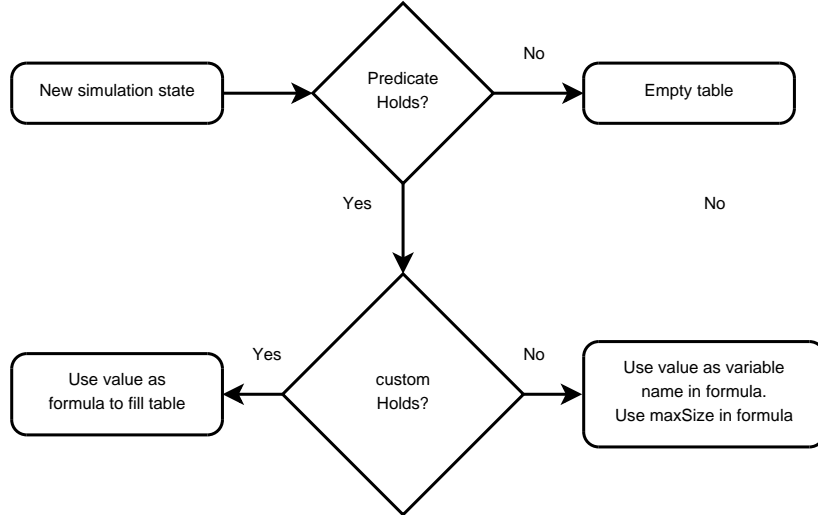 No
New simulation state
Predicate
Holds?
Empty table
Yes
No
Yes
No
Use value as
formula to fill table
custom
Holds?
Use value as variable
name in formula.
Use maxSize in formula